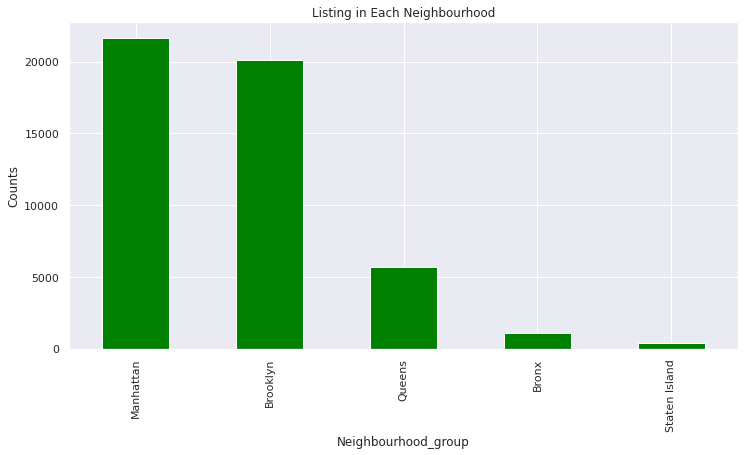 Listing in Each Neighbourhood
Counts
20000
15000
10000
5000
0
Manhattan
Brooklyn
Queens
Bronx
Staten Island
Neighbourhood_group